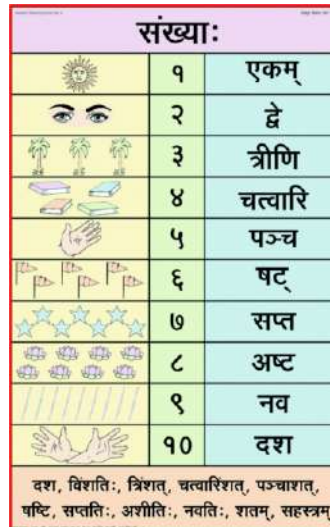 संख्याः
१ एकम्
२ द्वे
३ त्रीणि
४ चत्वारि
५ पञ्च
६ षट्
७ सप्त
८ अष्ट
९ नव
१० दश
दश, विंशतिः, त्रिंशत्, चत्वारिंशत्, पञ्चाशत्,
षष्टि, सप्ततिः, अशीतिः, नवतिः, शतम्, सहस्त्रम्